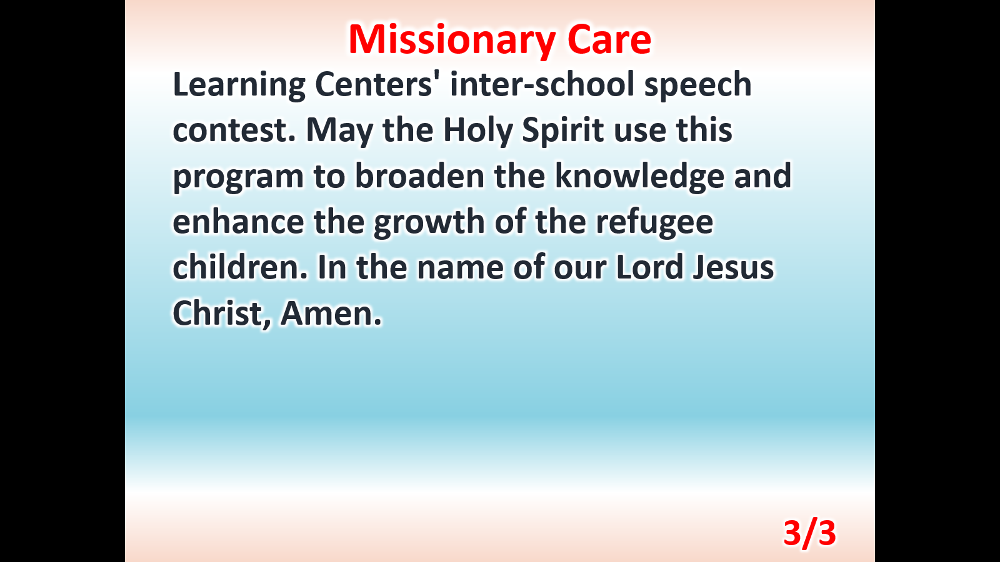 Missionary Care
Learning Centers' inter-school speech
contest. May the Holy Spirit use this
program to broaden the knowledge and
enhance the growth of the refugee
children. In the name of our Lord Jesus
Christ, Amen.
3/3